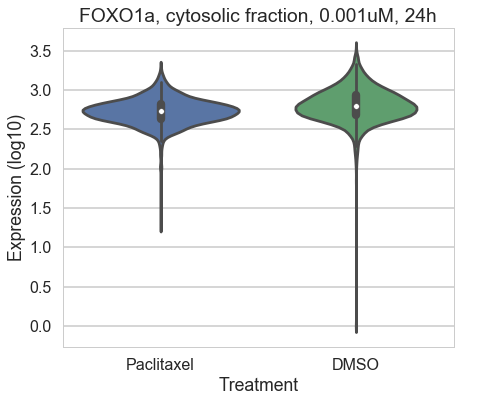 FOXO1a, cytosolic fraction, 0.001uM, 24h
Expression (log10)
3.5
3.0
2.5
2.0
1.5
1.0
0.5
0.0
Paclitaxel DMSO
Treatment